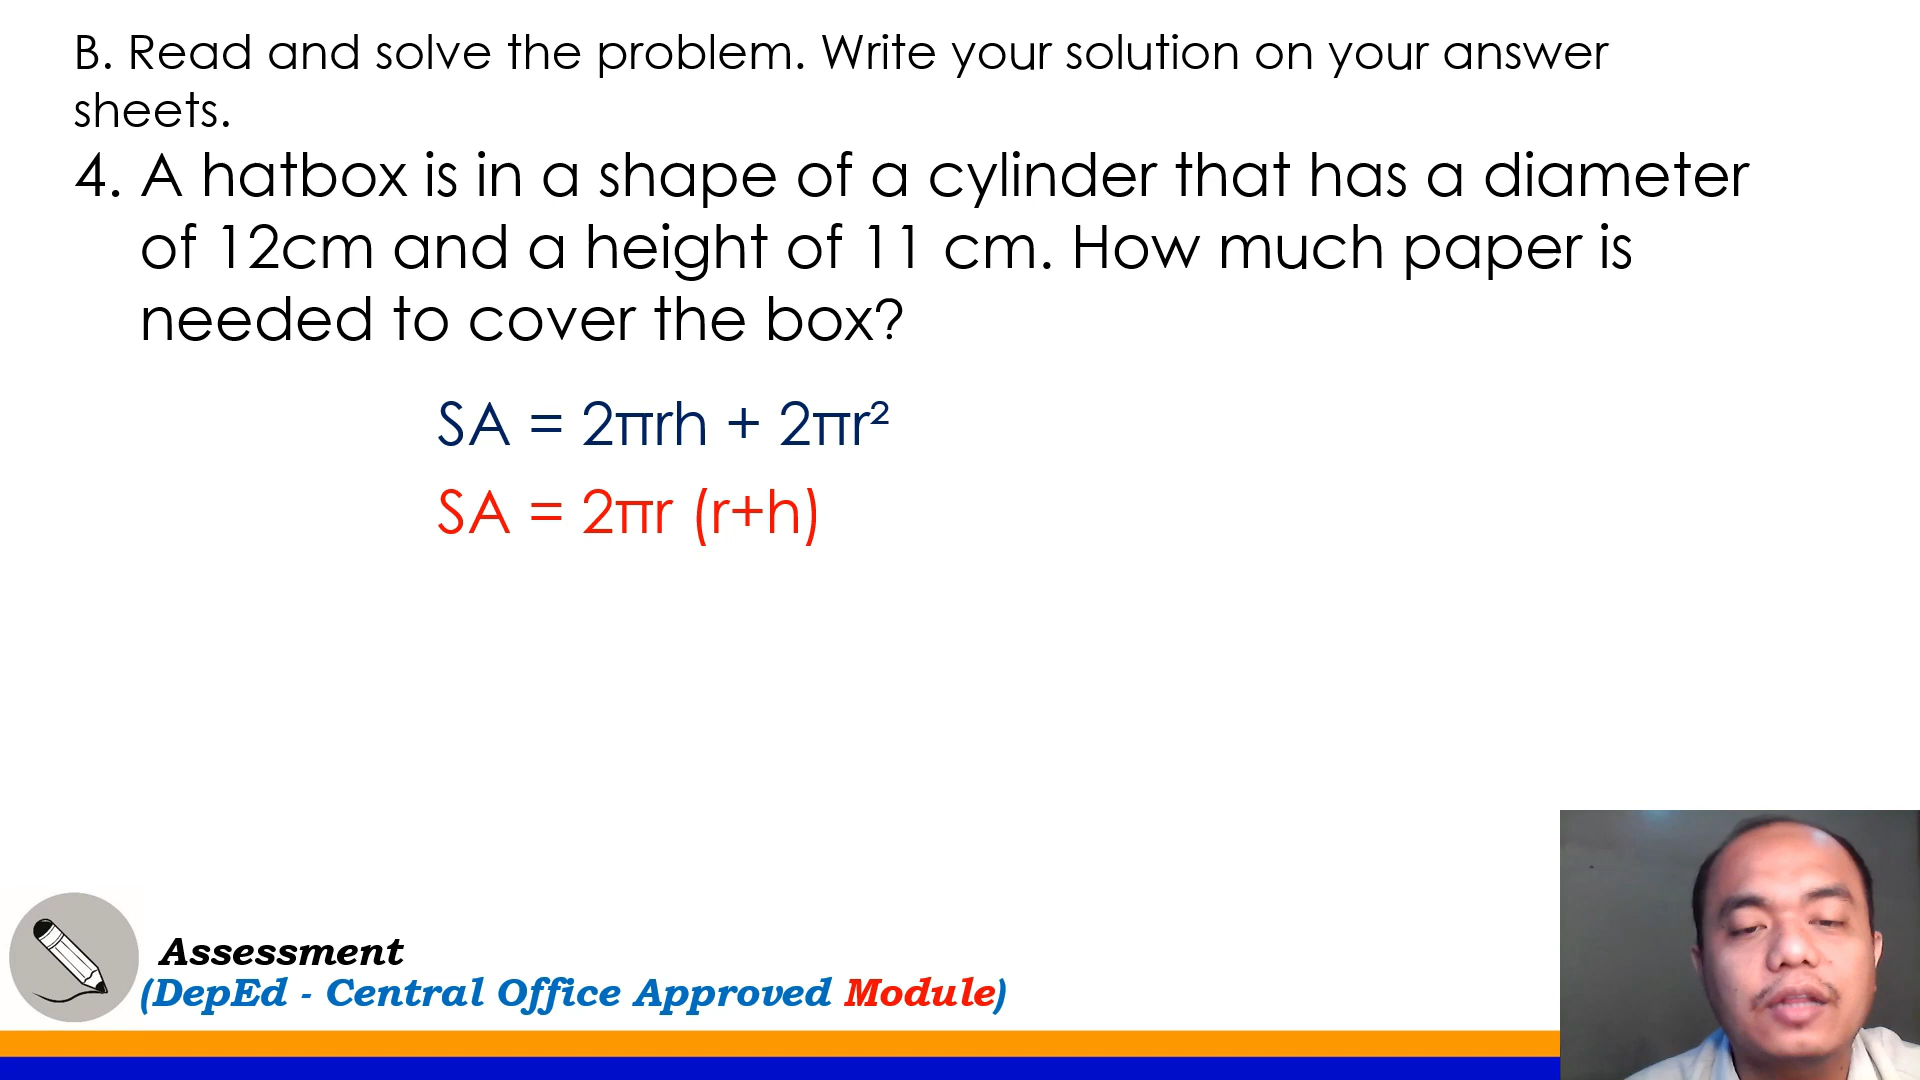 B. Read and solve the problem. Write your solution on your answer
sheets.
4. A hatbox is in a shape of a cylinder that has a diameter
of 12cm and a height of 11 cm. How much paper is
needed to cover the box?
SA = 2πrh + 2πr²
SA = 2πr (r+h)
Assessment
(DepEd - Central Office Approved Module)